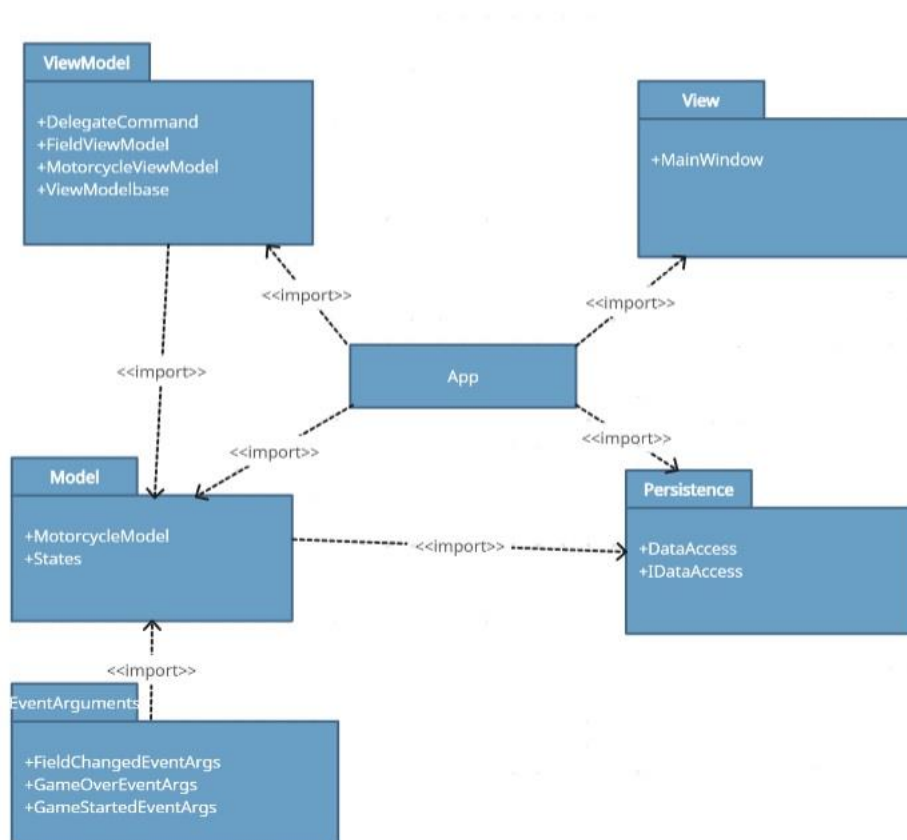 ViewModel
+DelegateCommand
+FieldViewModel
+MotorcycleViewModel
+ViewModelbase
View
+MainWindow
<<import>>
<<import>>
<<import>>
App
<<import>>
<<import>>
Model
+MotorcycleModel
+States
<<import>>
Persistence
+DataAccess
+IDataAccess
<<import>>
EventArguments
+FieldChangedEventArgs
+GameOverEventArgs
+GameStartedEventArgs